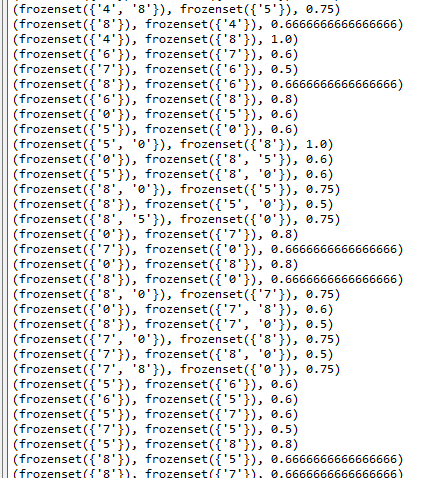 (frozenset({'4', '8'}), frozenset({'5'}), 0.75)
(frozenset({'8'}), frozenset({'4'}), 0.6666666666666666)
(frozenset({'4'}), frozenset({'8'}), 1.0)
(frozenset({'6'}), frozenset({'7'}), 0.6)
(frozenset({'7'}), frozenset({'6'}), 0.5)
(frozenset({'8'}), frozenset({'6'}), 0.6666666666666666)
(frozenset({'6'}), frozenset({'8'}), 0.8)
(frozenset({'0'}), frozenset({'5'}), 0.6)
(frozenset({'5'}), frozenset({'0'}), 0.6)
(frozenset({'5', '0'}), frozenset({'8'}), 1.0)
(frozenset({'0'}), frozenset({'8', '5'}), 0.6)
(frozenset({'5'}), frozenset({'8', '0'}), 0.6)
(frozenset({'8', '0'}), frozenset({'5'}), 0.75)
(frozenset({'8'}), frozenset({'5', '0'}), 0.5)
(frozenset({'8', '5'}), frozenset({'0'}), 0.75)
(frozenset({'0'}), frozenset({'7'}), 0.8)
(frozenset({'7'}), frozenset({'0'}), 0.6666666666666666)
(frozenset({'0'}), frozenset({'8'}), 0.8)
(frozenset({'8'}), frozenset({'0'}), 0.6666666666666666)
(frozenset({'8', '0'}), frozenset({'7'}), 0.75)
(frozenset({'0'}), frozenset({'7', '8'}), 0.6)
(frozenset({'8'}), frozenset({'7', '0'}), 0.5)
(frozenset({'7', '0'}), frozenset({'8'}), 0.75)
(frozenset({'7'}), frozenset({'8', '0'}), 0.5)
(frozenset({'7', '8'}), frozenset({'0'}), 0.75)
(frozenset({'5'}), frozenset({'6'}), 0.6)
(frozenset({'6'}), frozenset({'5'}), 0.6)
(frozenset({'5'}), frozenset({'7'}), 0.6)
(frozenset({'7'}), frozenset({'5'}), 0.5)
(frozenset({'5'}), frozenset({'8'}), 0.8)
(frozenset({'8'}), frozenset({'5'}), 0.6666666666666666)
(frozenset({'8'}), frozenset({'7'}), 0.6666666666666666)